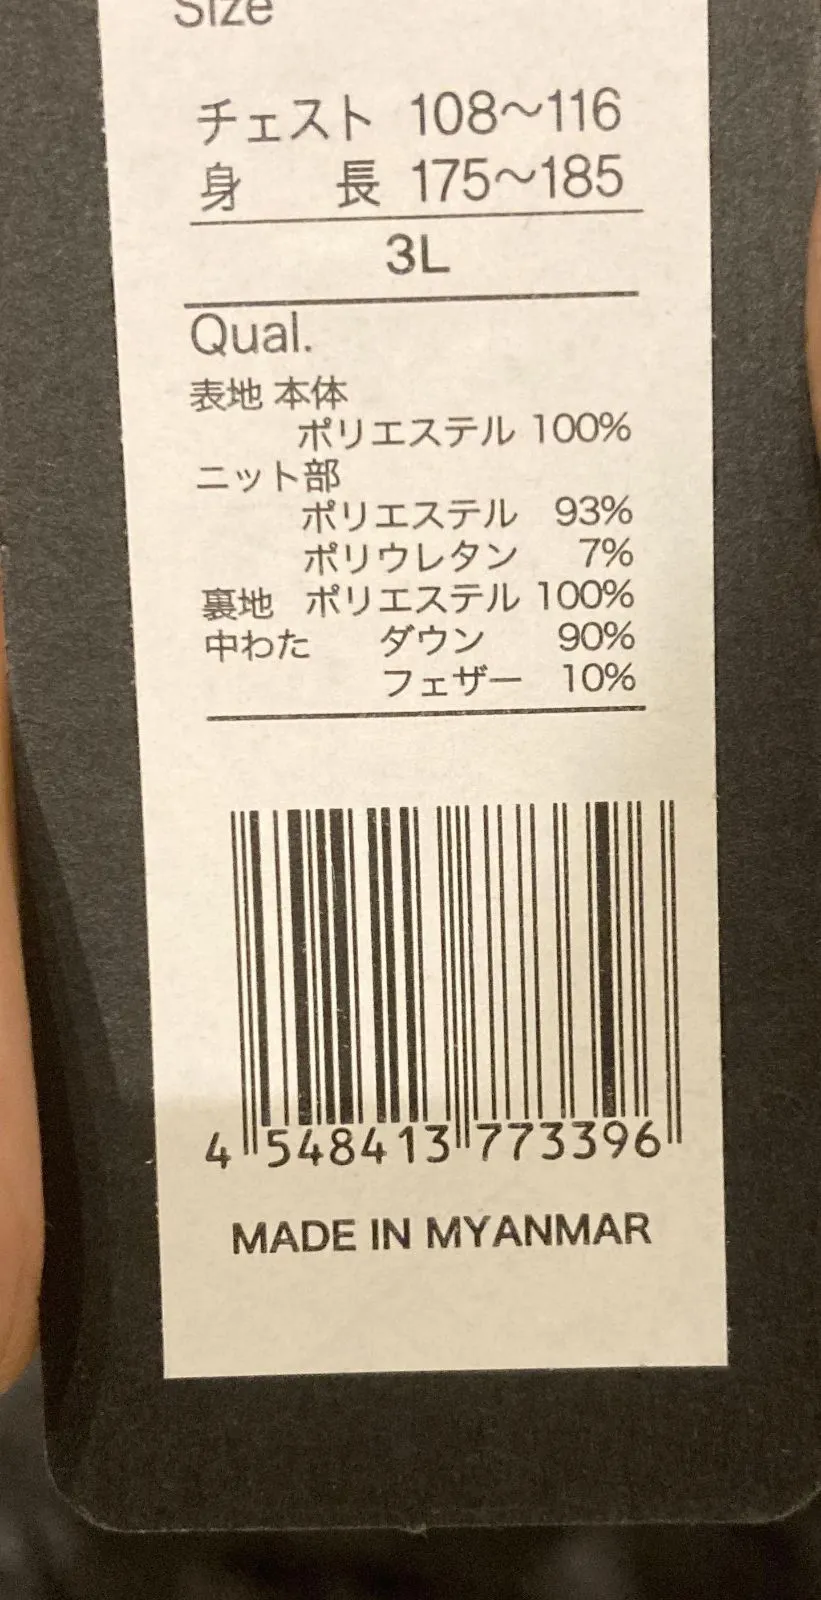 Size
チェスト 108～116
身 長 175～185
3L
Qual.
表地 本体
ポリエステル 100%
ニット部
ポリエステル 93%
ポリウレタン 7%
裏地 ポリエステル 100%
中わた ダウン 90%
フェザー 10%
4 548413 773396
MADE IN MYANMAR